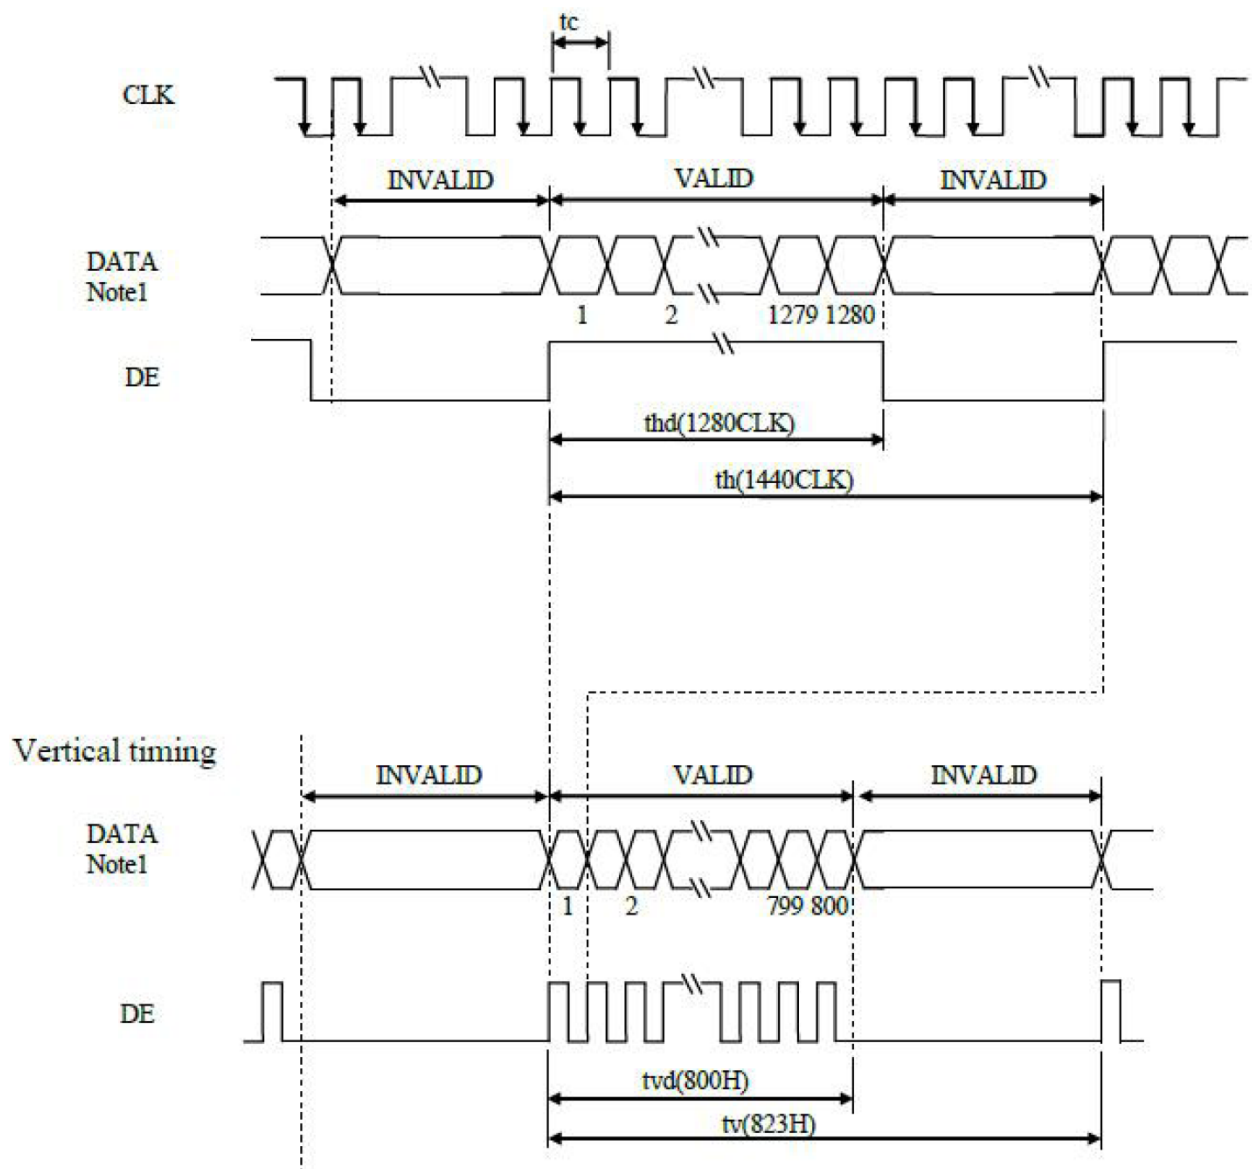 tc
CLK
INVALID VALID INVALID
DATA
Note1
1 2 1279 1280
DE
thd(1280CLK)
th(1440CLK)
Vertical timing
INVALID VALID INVALID
DATA
Note1
1 2 799 800
DE
tvd(800H)
tv(823H)